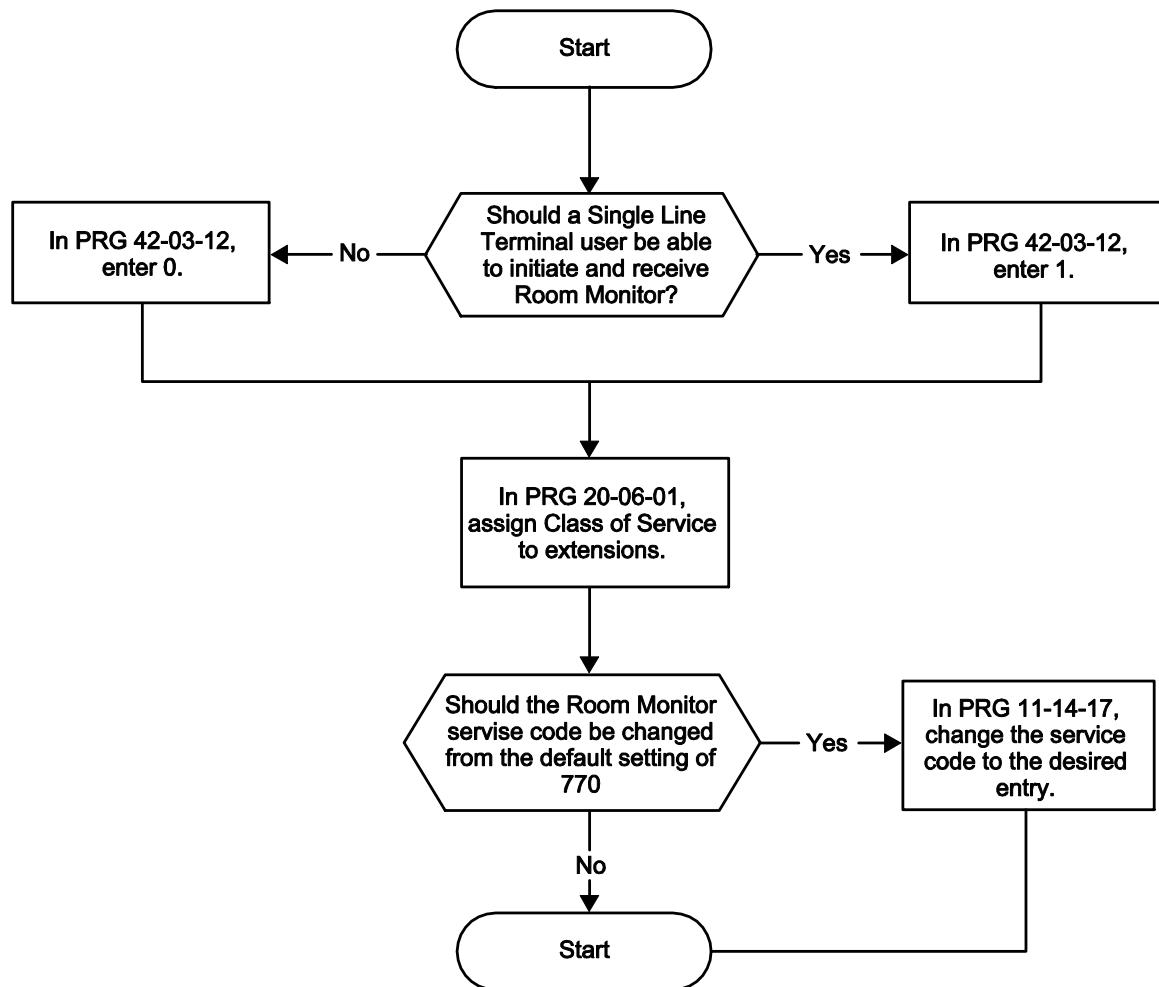 Start
Should a Single Line
Terminal user be able
to initiate and receive
Room Monitor?
No
In PRG 42-03-12,
enter 0.
Yes
In PRG 42-03-12,
enter 1.
In PRG 20-06-01,
assign Class of Service
to extensions.
Should the Room Monitor
servise code be changed
from the default setting of
770
Yes
In PRG 11-14-17,
change the service
code to the desired
entry.
No
Start